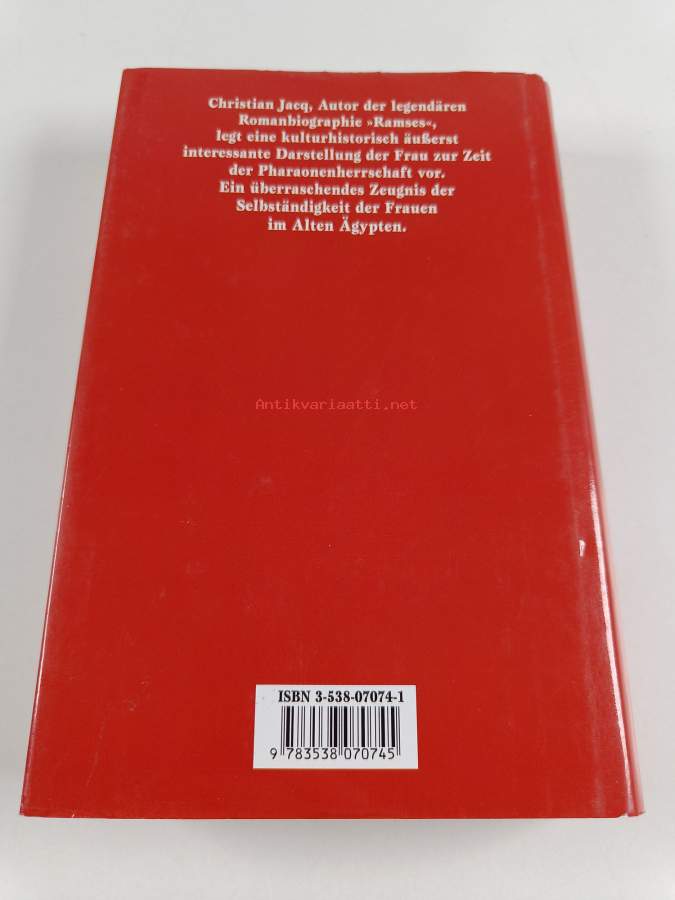 Christian Jacq, Autor der legendären
Romanbiographie »Ramses«,
legt eine kulturhistorisch äußerst
interessante Darstellung der Frau zur Zeit
der Pharaonenherrschaft vor.
Ein überraschendes Zeugnis der
Selbständigkeit der Frauen
im Alten Ägypten.
Antikvariaatti.net
ISBN 3-538-07074-1
9 783538 070745